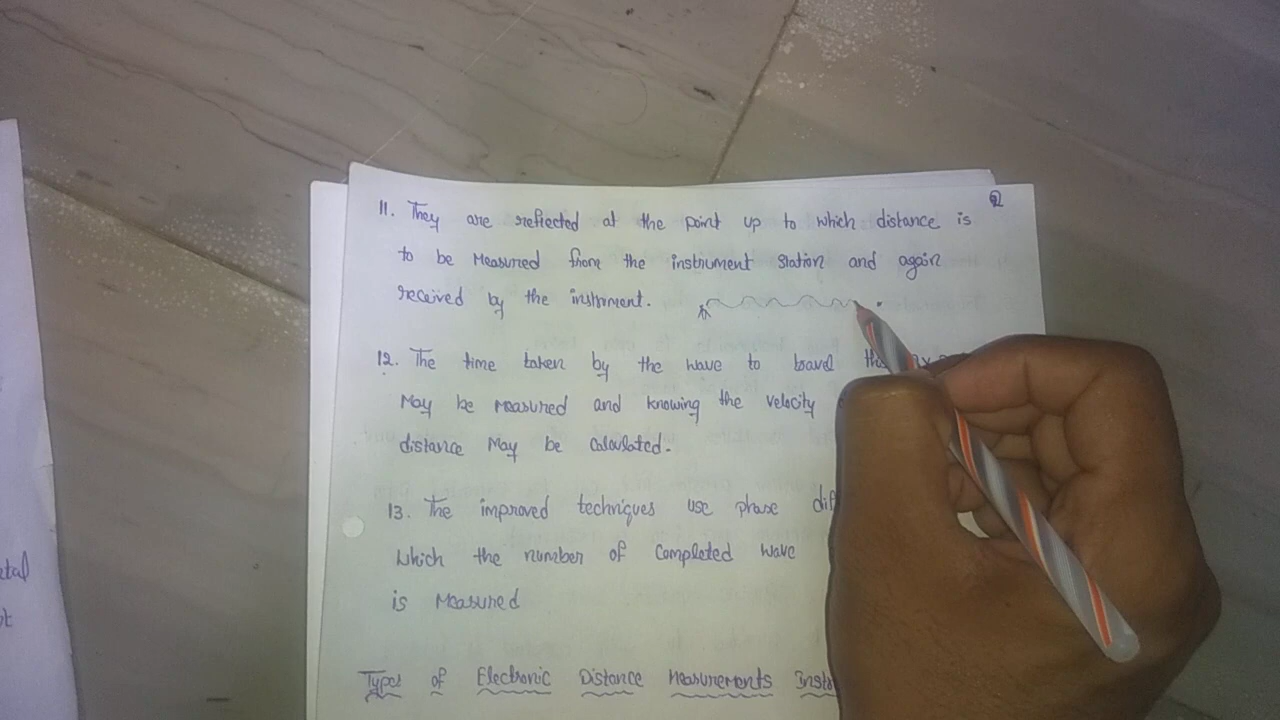 2
11. They are reflected at the point up to which distance is
to be Measured from the instrument station and again
received by the instriment.
12. The time taken by the wave to travel
May be Measured and knowing the velocity
distance May be Calculated.
13. The improved techniques use phase
Which the number of Completed wave
is Measured
Types of Electronic Distance Measurements